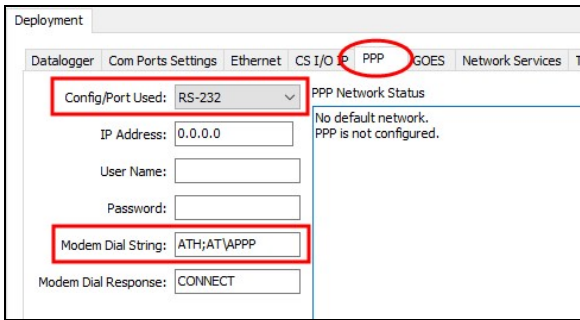 Deployment
Datalogger Com Ports Settings Ethernet CS I/O IP PPP GOES Network Services
Config/Port Used: RS-232
PPP Network Status
No default network.
PPP is not configured.
IP Address: 0.0.0.0
User Name:
Password:
Modem Dial String: ATH;AT\APPP
Modem Dial Response: CONNECT